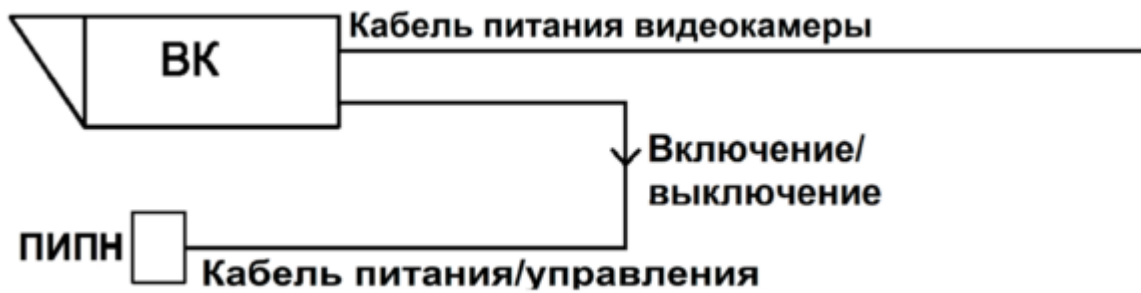 Кабель питания видеокамеры
ВК
Включение/
выключение
ПИПН
Кабель питания/управления